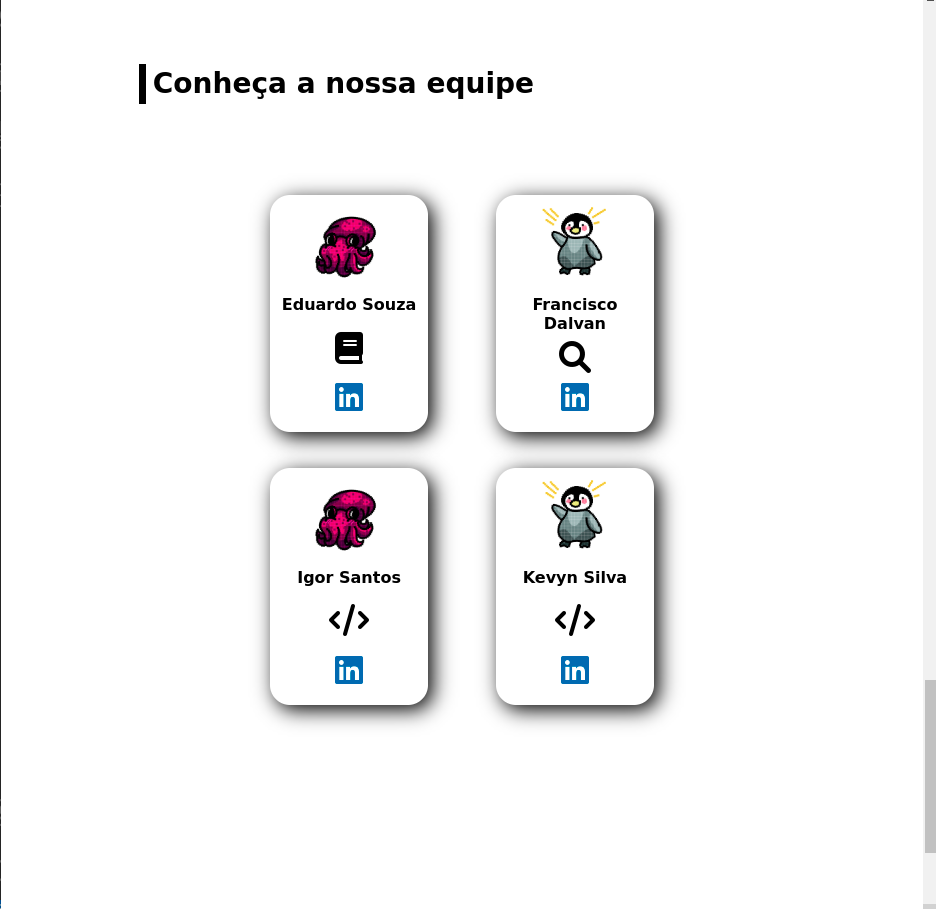 Conheça a nossa equipe
Eduardo Souza
Francisco
Dalvan
in
in
Igor Santos
Kevyn Silva
in
in